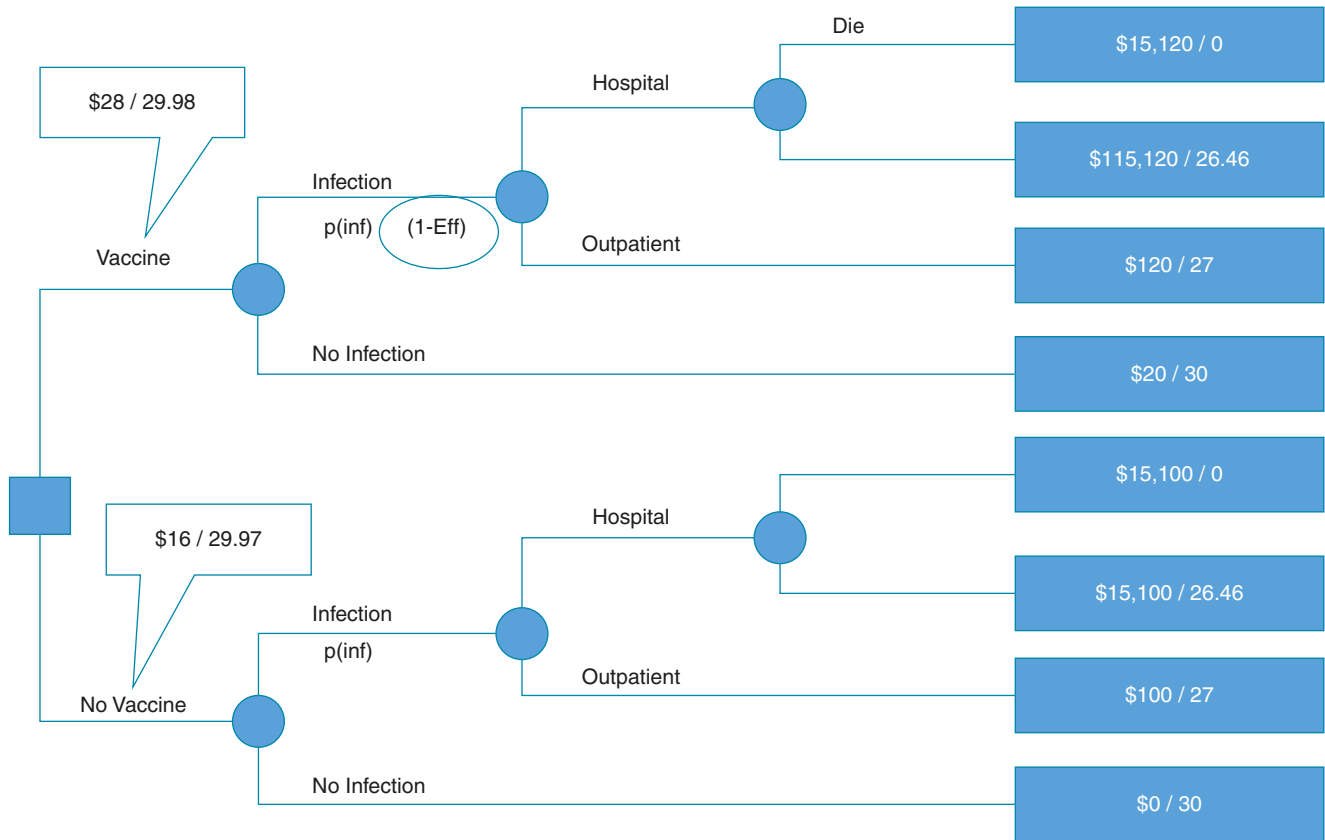 Die
$15,120 / 0
Hospital
$28 / 29.98
$115,120 / 26.46
Infection
p(inf) (1-Eff)
Outpatient
$120 / 27
Vaccine
No Infection
$20 / 30
$15,100 / 0
Hospital
$16 / 29.97
$15,100 / 26.46
Infection
p(inf)
Outpatient
$100 / 27
No Vaccine
No Infection
$0 / 30